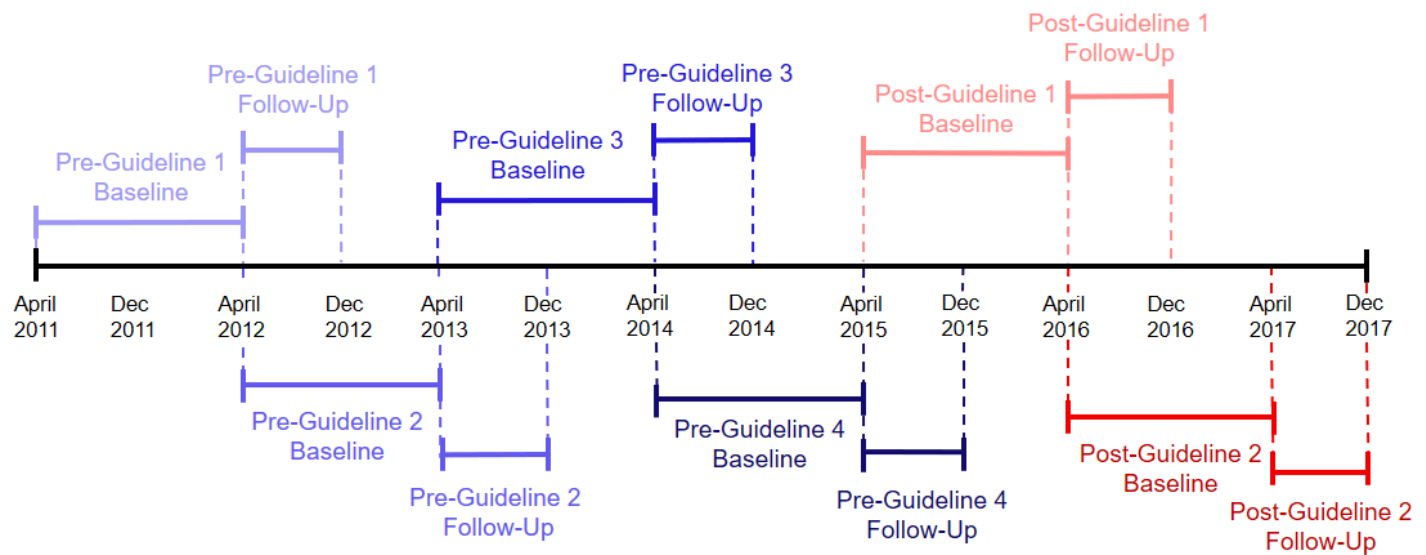 Post-Guideline 1
Follow-Up
Pre-Guideline 1
Follow-Up
Pre-Guideline 3
Follow-Up
Post-Guideline 1
Baseline
Pre-Guideline 3
Baseline
Pre-Guideline 1
Baseline
April
2011
Dec
2011
April
2012
Dec
2012
April
2013
Dec
2013
April
2014
Dec
2014
April
2015
Dec
2015
April
2016
Dec
2016
April
2017
Dec
2017
Pre-Guideline 2
Baseline
Pre-Guideline 4
Baseline
Post-Guideline 2
Baseline
Pre-Guideline 2
Follow-Up
Pre-Guideline 4
Follow-Up
Post-Guideline 2
Follow-Up